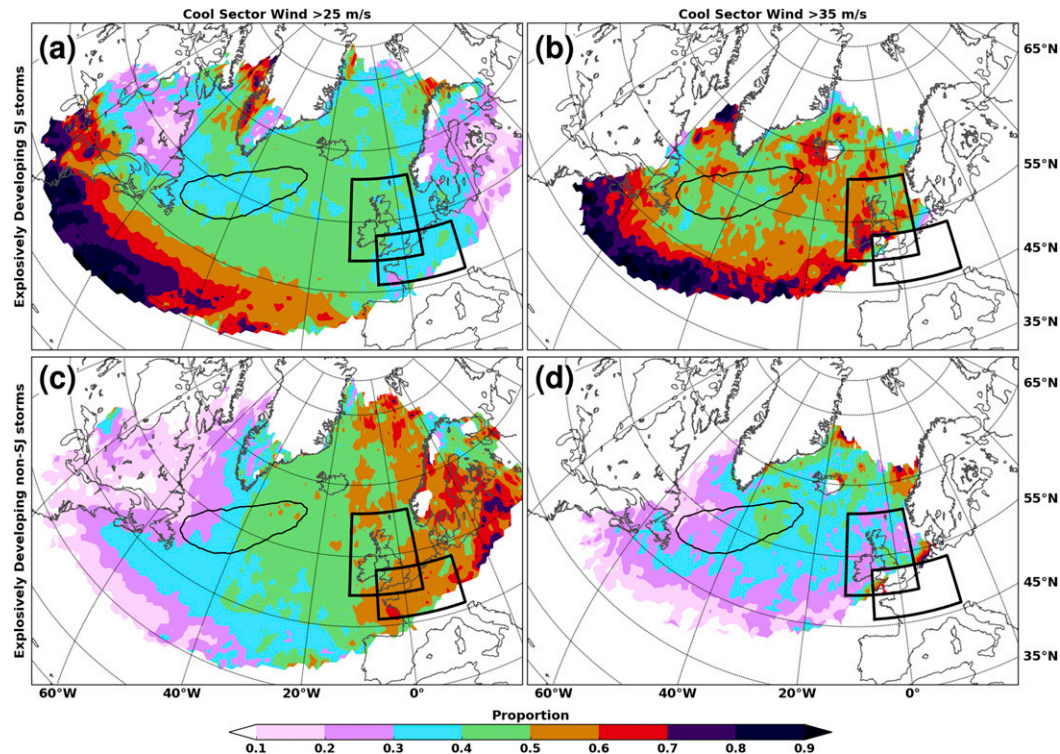 Cool Sector Wind >25 m/s
Cool Sector Wind >35 m/s
Explosively Developing SJ storms
(a)
(b)
65°N
55°N
45°N
35°N
Explosively Developing non-SJ storms
(c)
(d)
65°N
55°N
45°N
35°N
60°W 40°W 20°W 0°
60°W 40°W 20°W 0°
Proportion
0.1 0.2 0.3 0.4 0.5 0.6 0.7 0.8 0.9